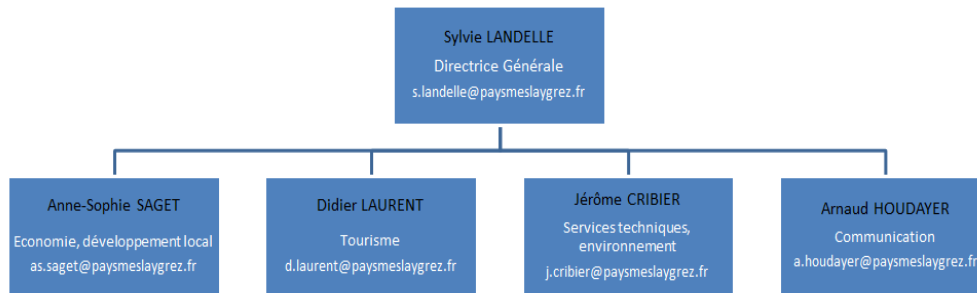 Sylvie LANDELLE
Directrice Générale
s.landelle@paysmeslaygrez.fr
Anne-Sophie SAGET
Economie, développement local
as.saget@paysmeslaygrez.fr
Didier LAURENT
Tourisme
d.laurent@paysmeslaygrez.fr
Jérôme CRIBIER
Services techniques,
environnement
j.cribier@paysmeslaygrez.fr
Arnaud HOUDAYER
Communication
a.houdayer@paysmeslaygrez.fr